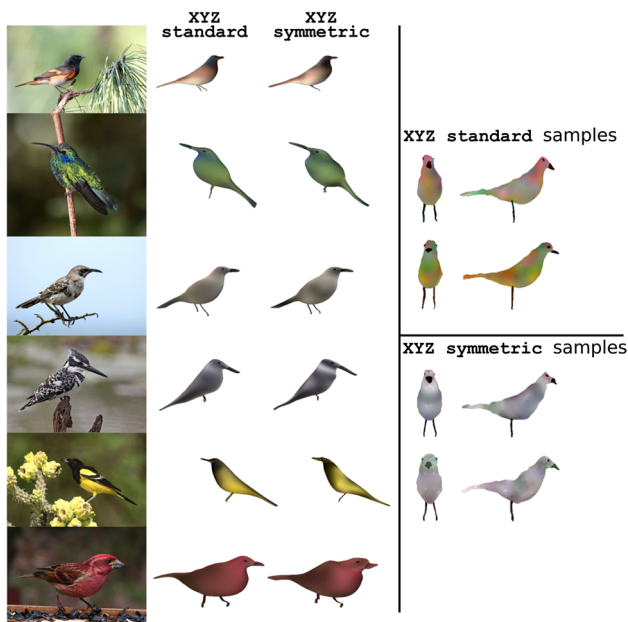 XYZ
standard
XYZ
symmetric
XYZ standard samples
XYZ symmetric samples